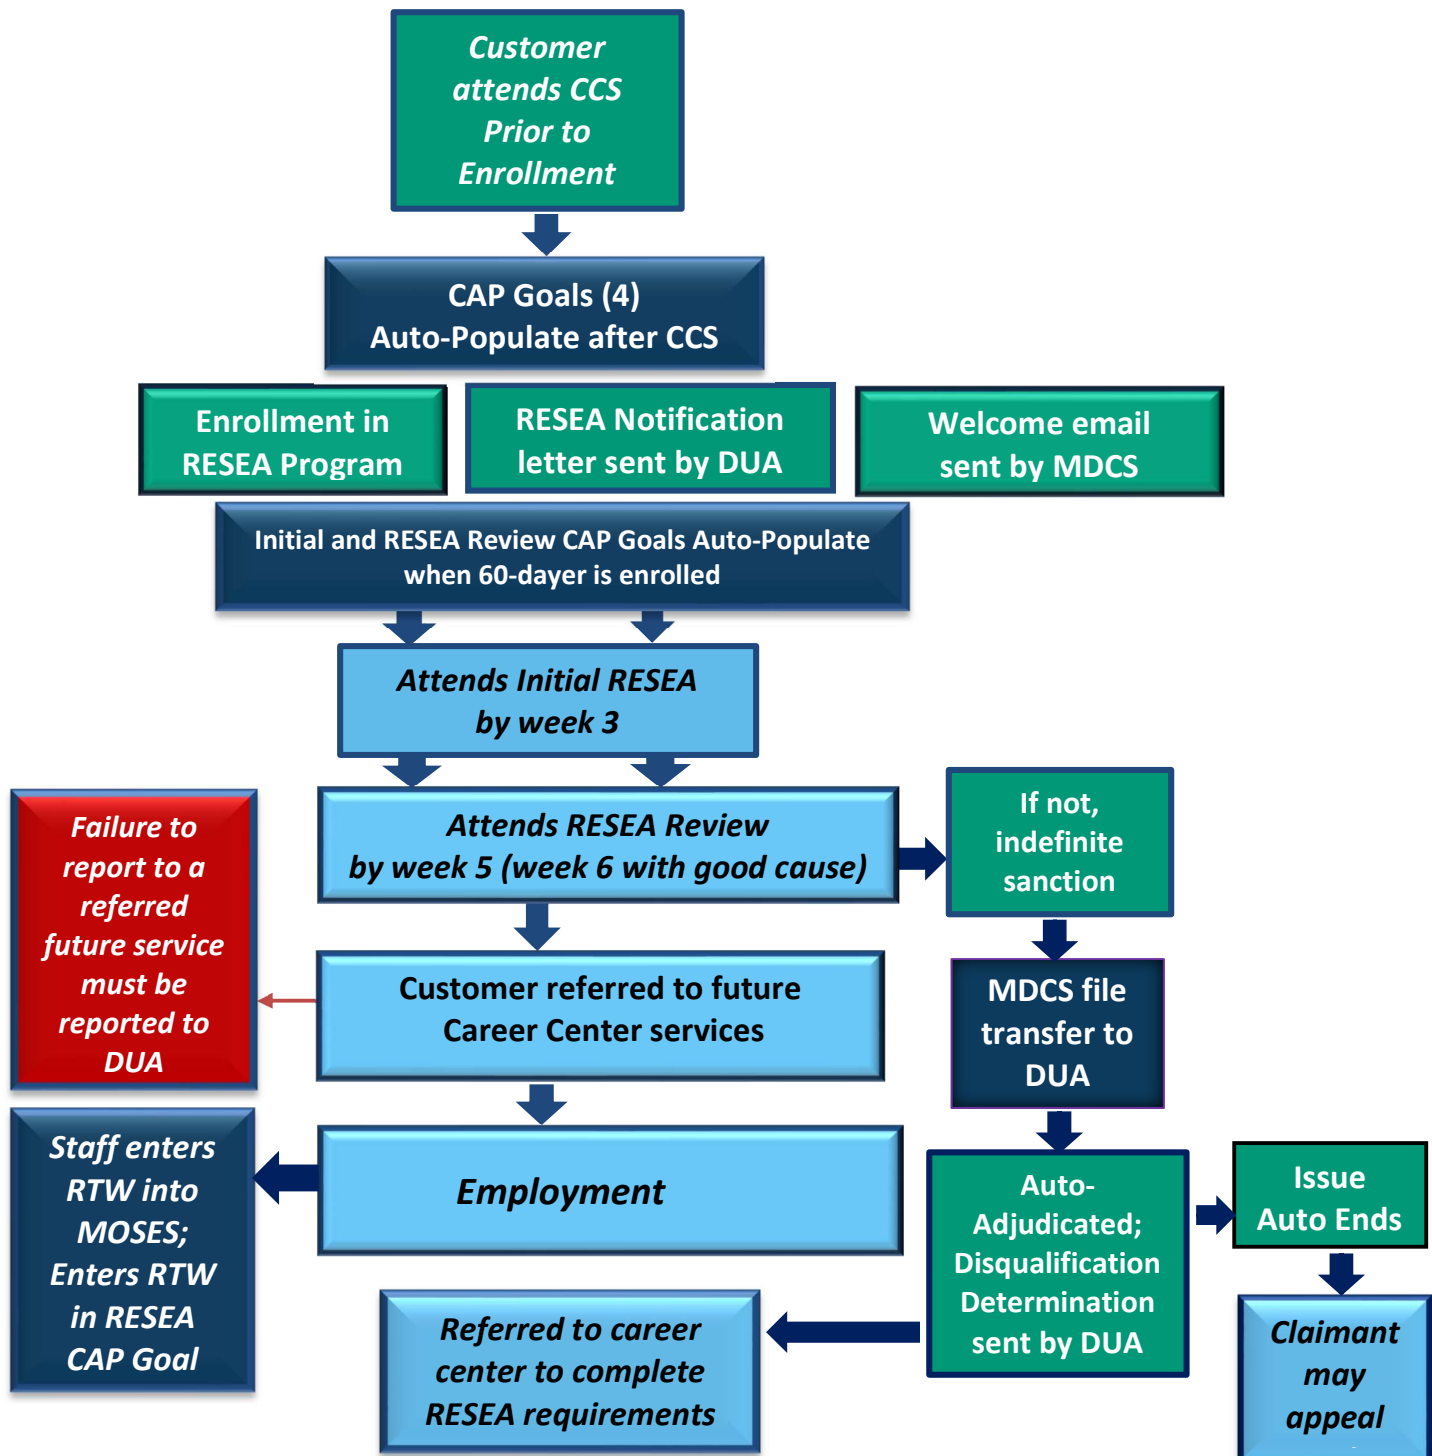 Customer
attends CCS
Prior to
Enrollment
CAP Goals (4)
Auto-Populate after CCS
Enrollment in
RESEA Program
RESEA Notification
letter sent by DUA
Welcome email
sent by MDCS
Initial and RESEA Review CAP Goals Auto-Populate
when 60-dayer is enrolled
Attends Initial RESEA
by week 3
Attends RESEA Review
by week 5 (week 6 with good cause)
If not,
indefinite
sanction
Failure to
report to a
referred
future service
must be
reported to
DUA
Customer referred to future
Career Center services
MDCS file
transfer to
DUA
Employment
Staff enters
RTW into
MOSES;
Enters RTW
in RESEA
CAP Goal
Auto-
Adjudicated;
Disqualification
Determination
sent by DUA
Issue
Auto Ends
Referred to career
center to complete
RESEA requirements
Claimant
may
appeal